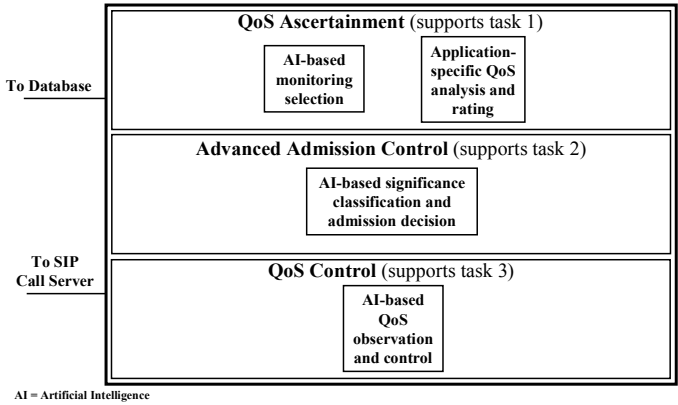 QoS Ascertainment (supports task 1)
AI-based
monitoring
selection
Application-
specific QoS
analysis and
rating
To Database
Advanced Admission Control (supports task 2)
AI-based significance
classification and
admission decision
To SIP
Call Server
QoS Control (supports task 3)
AI-based
QoS
observation
and control
AI = Artificial Intelligence